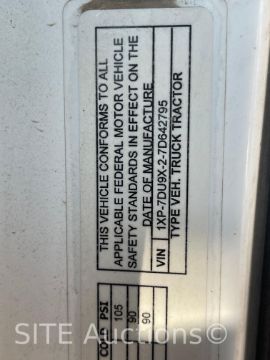 THIS VEHICLE CONFORMS TO ALL
APPLICABLE FEDERAL MOTOR VEHICLE
SAFETY STANDARDS IN EFFECT ON THE
DATE OF MANUFACTURE
VIN 1XP-7DU9X-2-7D642795
TYPE VEH. TRUCK TRACTOR
COLD PSI
105
90
90
SITE Auctions